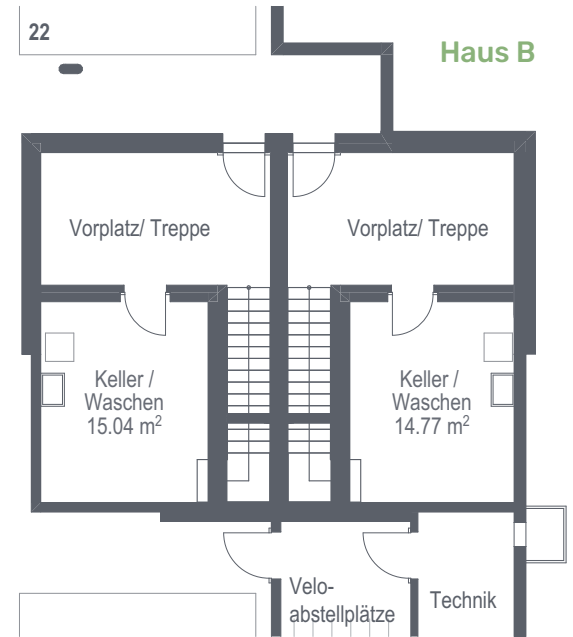 22
Haus B
Vorplatz/ Treppe
Vorplatz/ Treppe
Keller /
Waschen
15.04 m²
Keller /
Waschen
14.77 m²
Velo-
abstellplätze
Technik